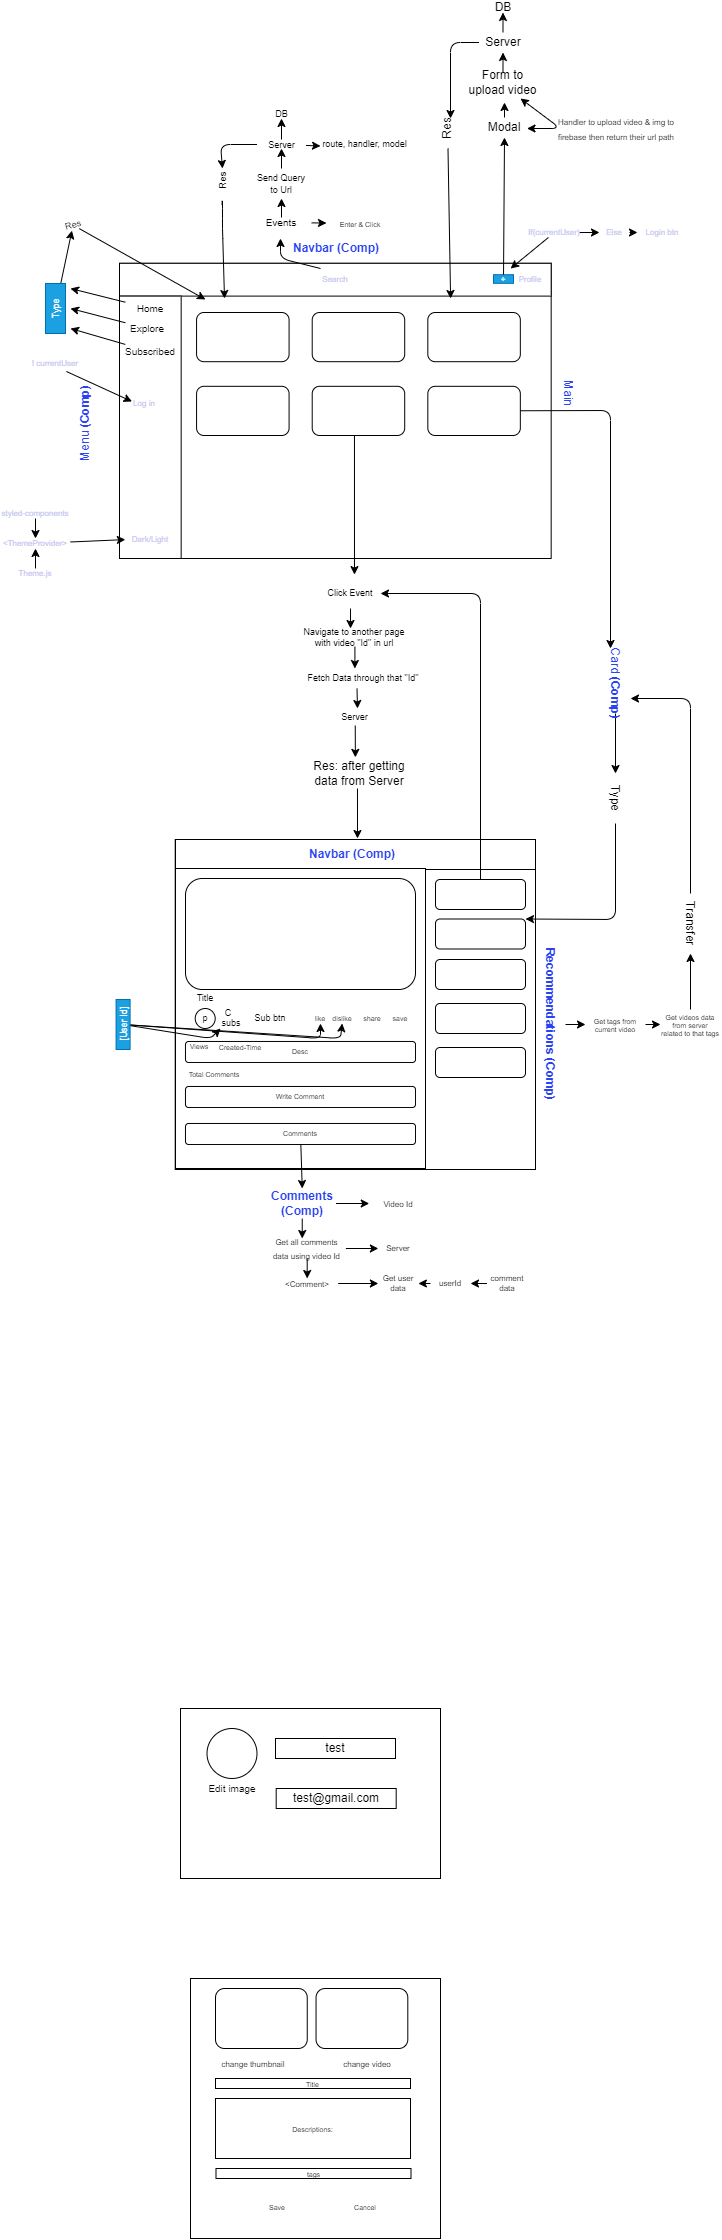 DB
Server
Form to
upload video
Res
Modal
Handler to upload video & img to
firebase then return their url path
DB
Server
route, handler, model
Res
Send Query
to Url
Events
Enter & Click
Res
If(currentUser)
Else
Login btn
Navbar (Comp)
Search
+
Profile
Type
Home
Explore
Subscribed
! currentUser
Log in
Menu (Comp)
Main
styled-components
<ThemeProvider>
Dark/Light
Theme.js
Click Event
Navigate to another page
with video "Id" in url
Fetch Data through that "Id"
Server
Res: after getting
data from Server
Card (Comp)
Type
Transfer
Navbar (Comp)
Recommendations (Comp)
Title
[User Id]
p
C
subs
Sub btn
like
dislike
share
save
Views
Created-Time
Desc
Total Comments
Write Comment
Comments
Get tags from
current video
Get videos data
from server
related to that tags
Comments
(Comp)
Video Id
Get all comments
data using video Id
Server
<Comment>
Get user
data
userId
comment
data
test
Edit image
test@gmail.com
change thumbnail
change video
Title
Descriptions:
tags
Save
Cancel